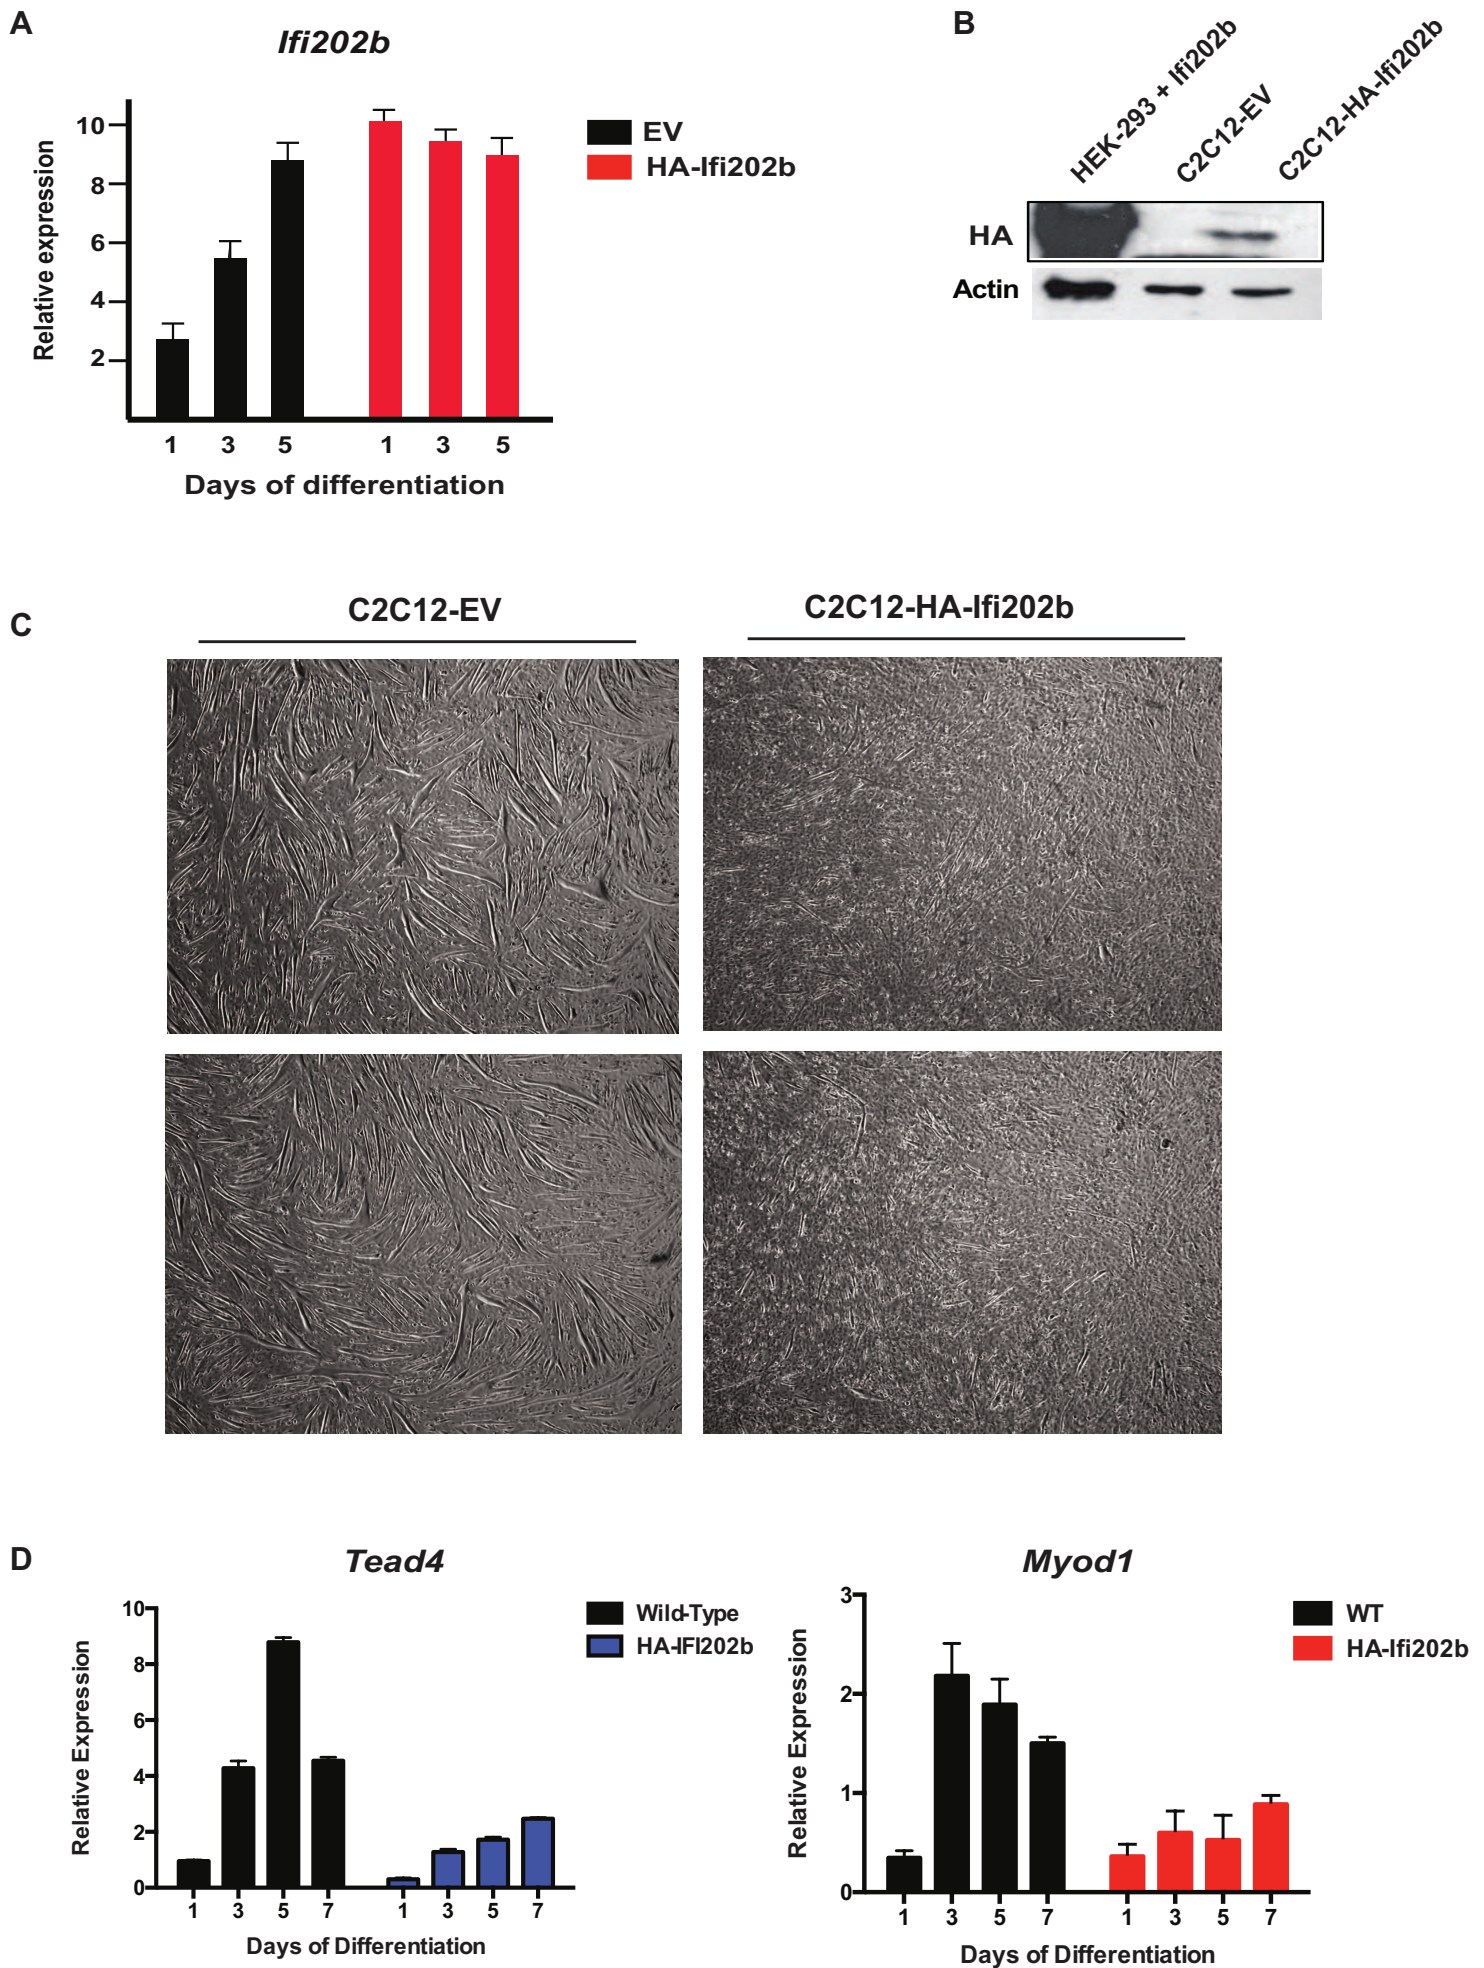 A
Ifi202b
Relative expression
10
8
6
4
2
1 3 5 1 3 5
Days of differentiation
EV
HA-Ifi202b
B
HEK-293 + Ifi202b
C2C12-EV
C2C12-HA-Ifi202b
HA
Actin
C
C2C12-EV
C2C12-HA-Ifi202b
D
Tead4
Relative Expression
10
8
6
4
2
0
1 3 5 7 1 3 5 7
Days of Differentiation
Wild-Type
HA-IFI202b
Myod1
Relative Expression
3
2
1
0
1 3 5 7 1 3 5 7
Days of Differentiation
WT
HA-Ifi202b